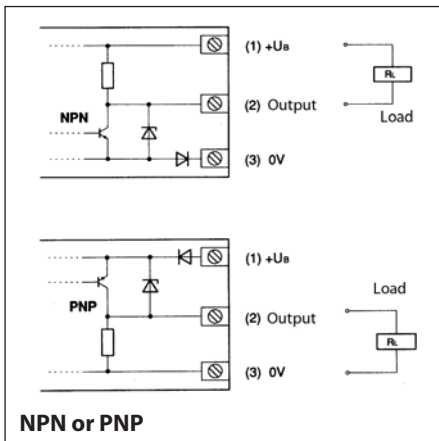 (1) +UB
RL
NPN
(2) Output
Load
(3) 0V
(1) +UB
Load
PNP
(2) Output
RL
(3) 0V
NPN or PNP